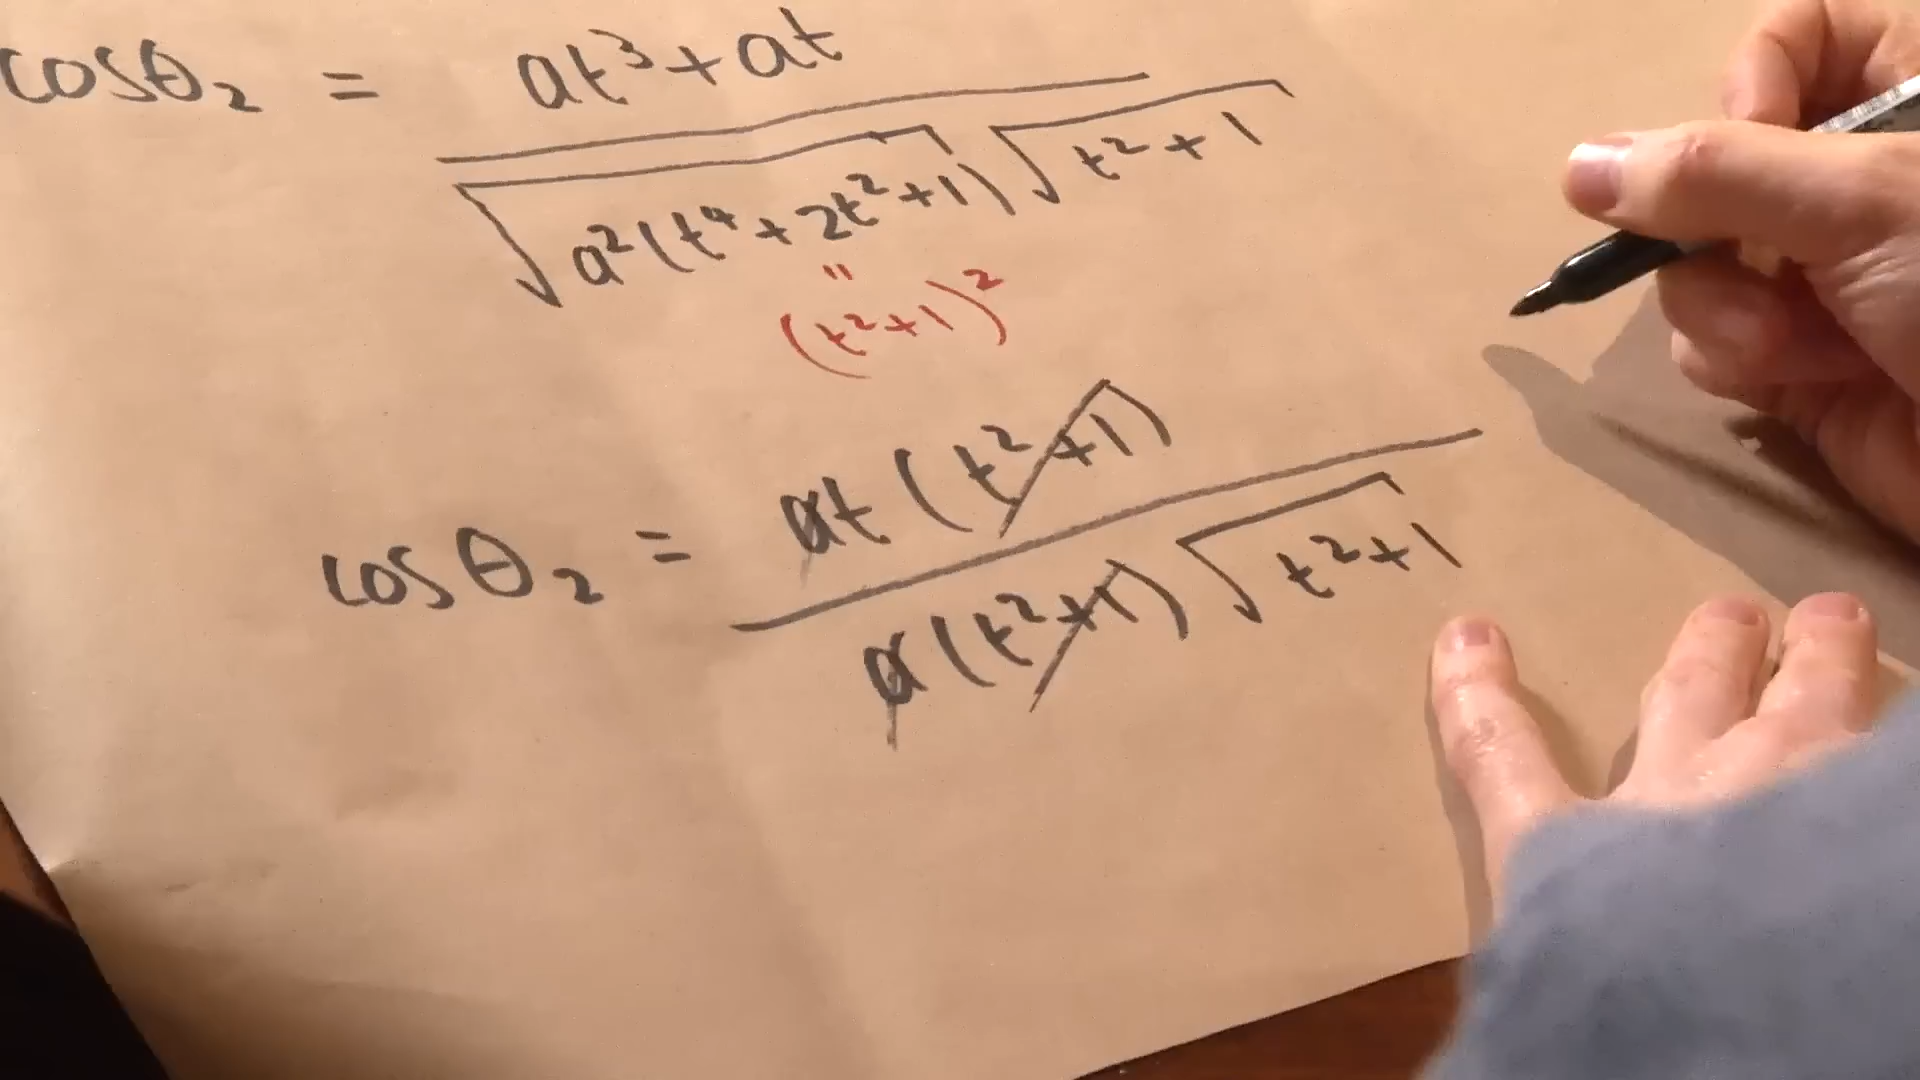 cosθ₂ = at³+at
√a²(t⁴+2t²+1) √t²+1
"
(t²+1)²
cosθ₂ = at(t²+1)
a(t²+1) √t²+1